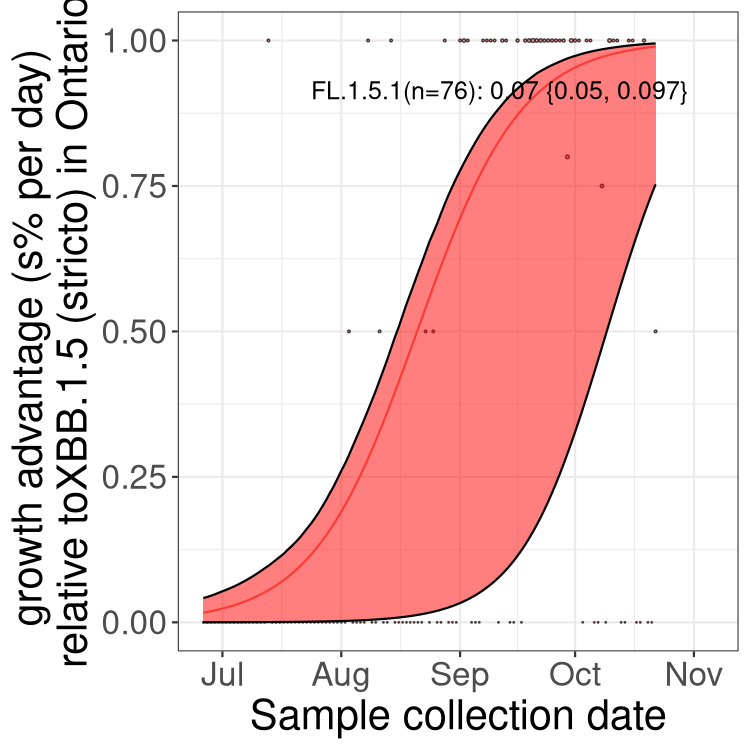 growth advantage (s% per day)
relative toXBB.1.5 (stricto) in Ontario
1.00
0.75
0.50
0.25
0.00
FL.1.5.1(n=76): 0.07 {0.05, 0.097}
Jul Aug Sep Oct Nov
Sample collection date